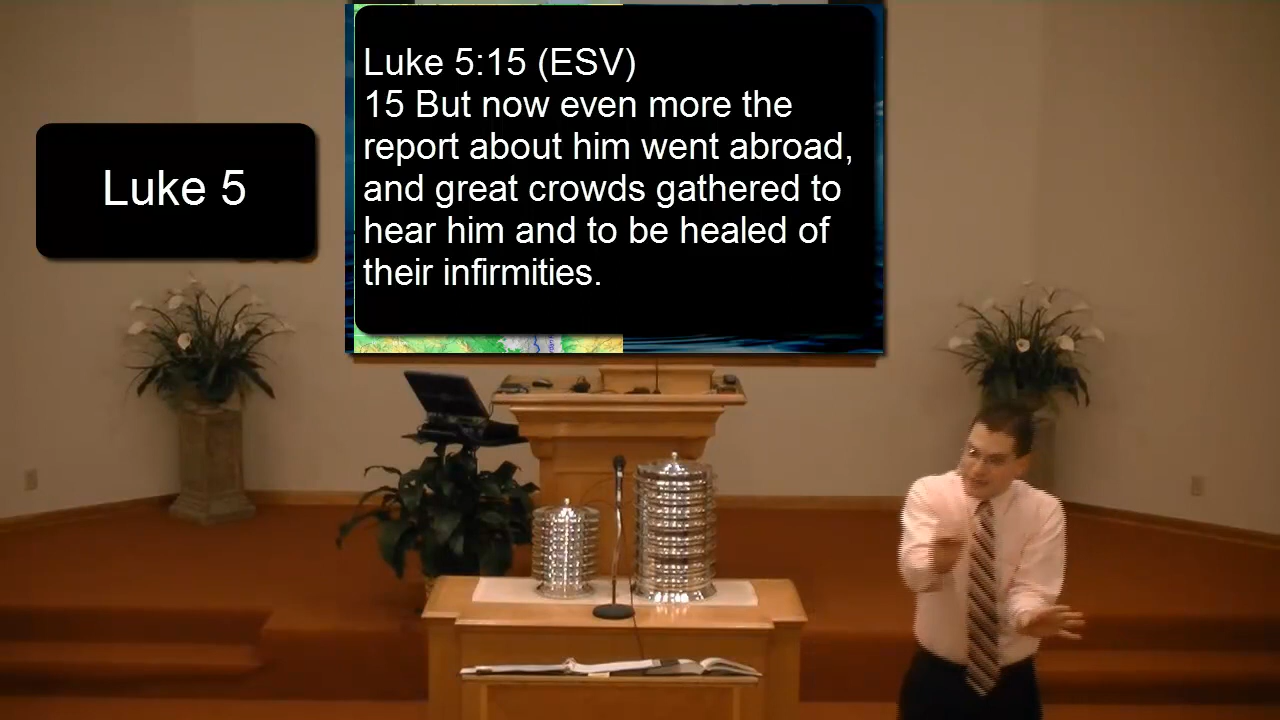 Luke 5:15 (ESV)
15 But now even more the
report about him went abroad,
and great crowds gathered to
hear him and to be healed of
their infirmities.
Luke 5